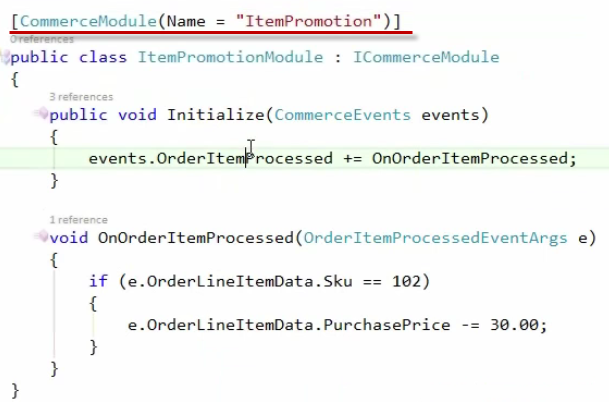 [CommerceModule(Name = "ItemPromotion")]
0 references
public class ItemPromotionModule : ICommerceModule
{
3 references
public void Initialize(CommerceEvents events)
{
events.OrderItemProcessed += OnOrderItemProcessed;
}
1 reference
void OnOrderItemProcessed(OrderItemProcessedEventArgs e)
{
if (e.OrderLineItemData.Sku == 102)
{
e.OrderLineItemData.PurchasePrice -= 30.00;
}
}
}